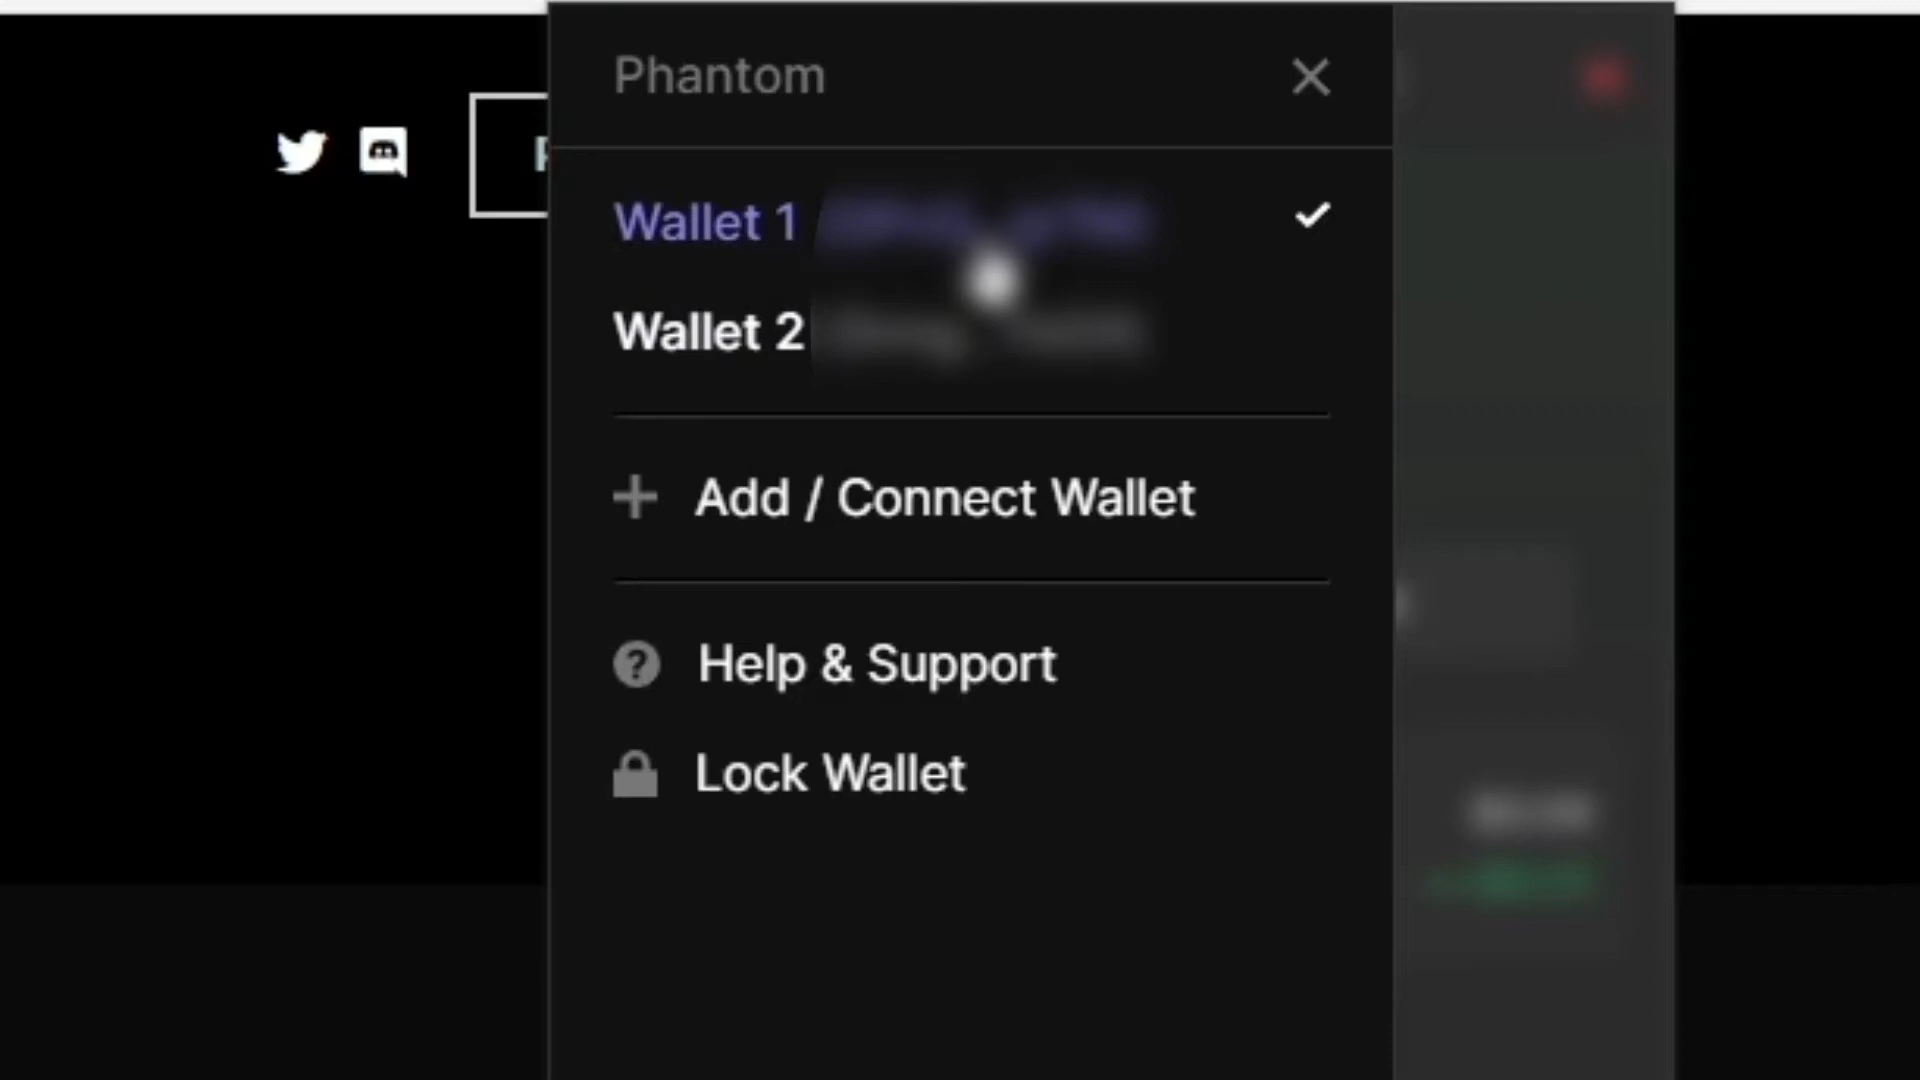 Phantom
Wallet 1
Wallet 2
Add / Connect Wallet
Help & Support
Lock Wallet